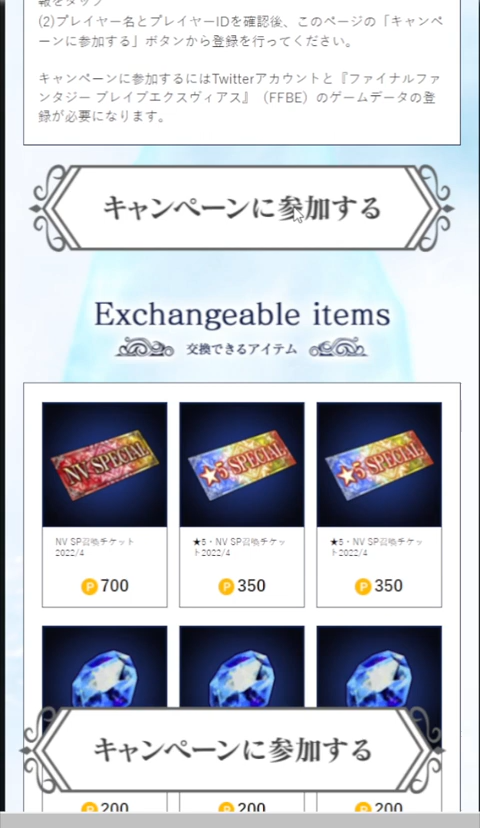 (2)プレイヤー名とプレイヤーIDを確認後、このページの「キャンペ
ーンに参加する」ボタンから登録を行ってください。
キャンペーンに参加するにはTwitterアカウントと『ファイナルファ
ンタジー ブレイブエクスヴィアス』（FFBE）のゲームデータの登
録が必要になります。
キャンペーンに参加する
Exchangeable items
交換できるアイテム
NV SPECIAL
★5 SPECIAL
★5 SPECIAL
NV SP召喚チケット
2022/4
★5・NV SP召喚チケッ
ト2022/4
★5・NV SP召喚チケッ
ト2022/4
P 700
P 350
P 350
キャンペーンに参加する
P 200
P 200
P 200